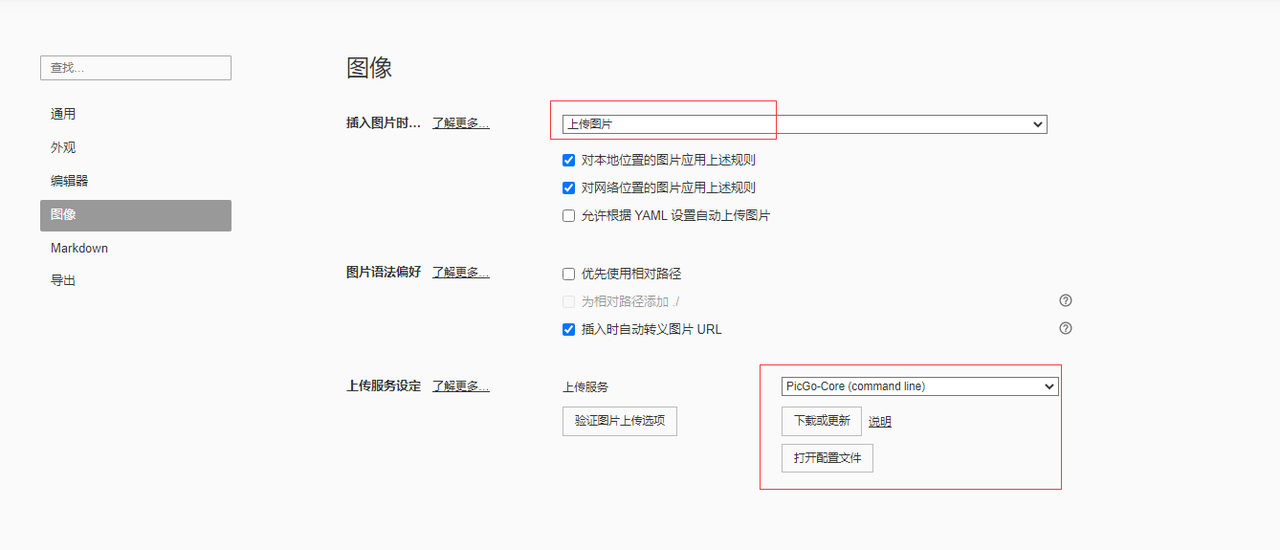 查找...
通用
外观
编辑器
图像
Markdown
导出
图像
插入图片时... 了解更多... 上传图片
对本地位置的图片应用上述规则
对网络位置的图片应用上述规则
允许根据 YAML 设置自动上传图片
图片语法偏好 了解更多... 优先使用相对路径
为相对路径添加 ./
插入时自动转义图片 URL
上传服务设定 了解更多... 上传服务 PicGo-Core (command line)
验证图片上传选项 下载或更新 说明
打开配置文件